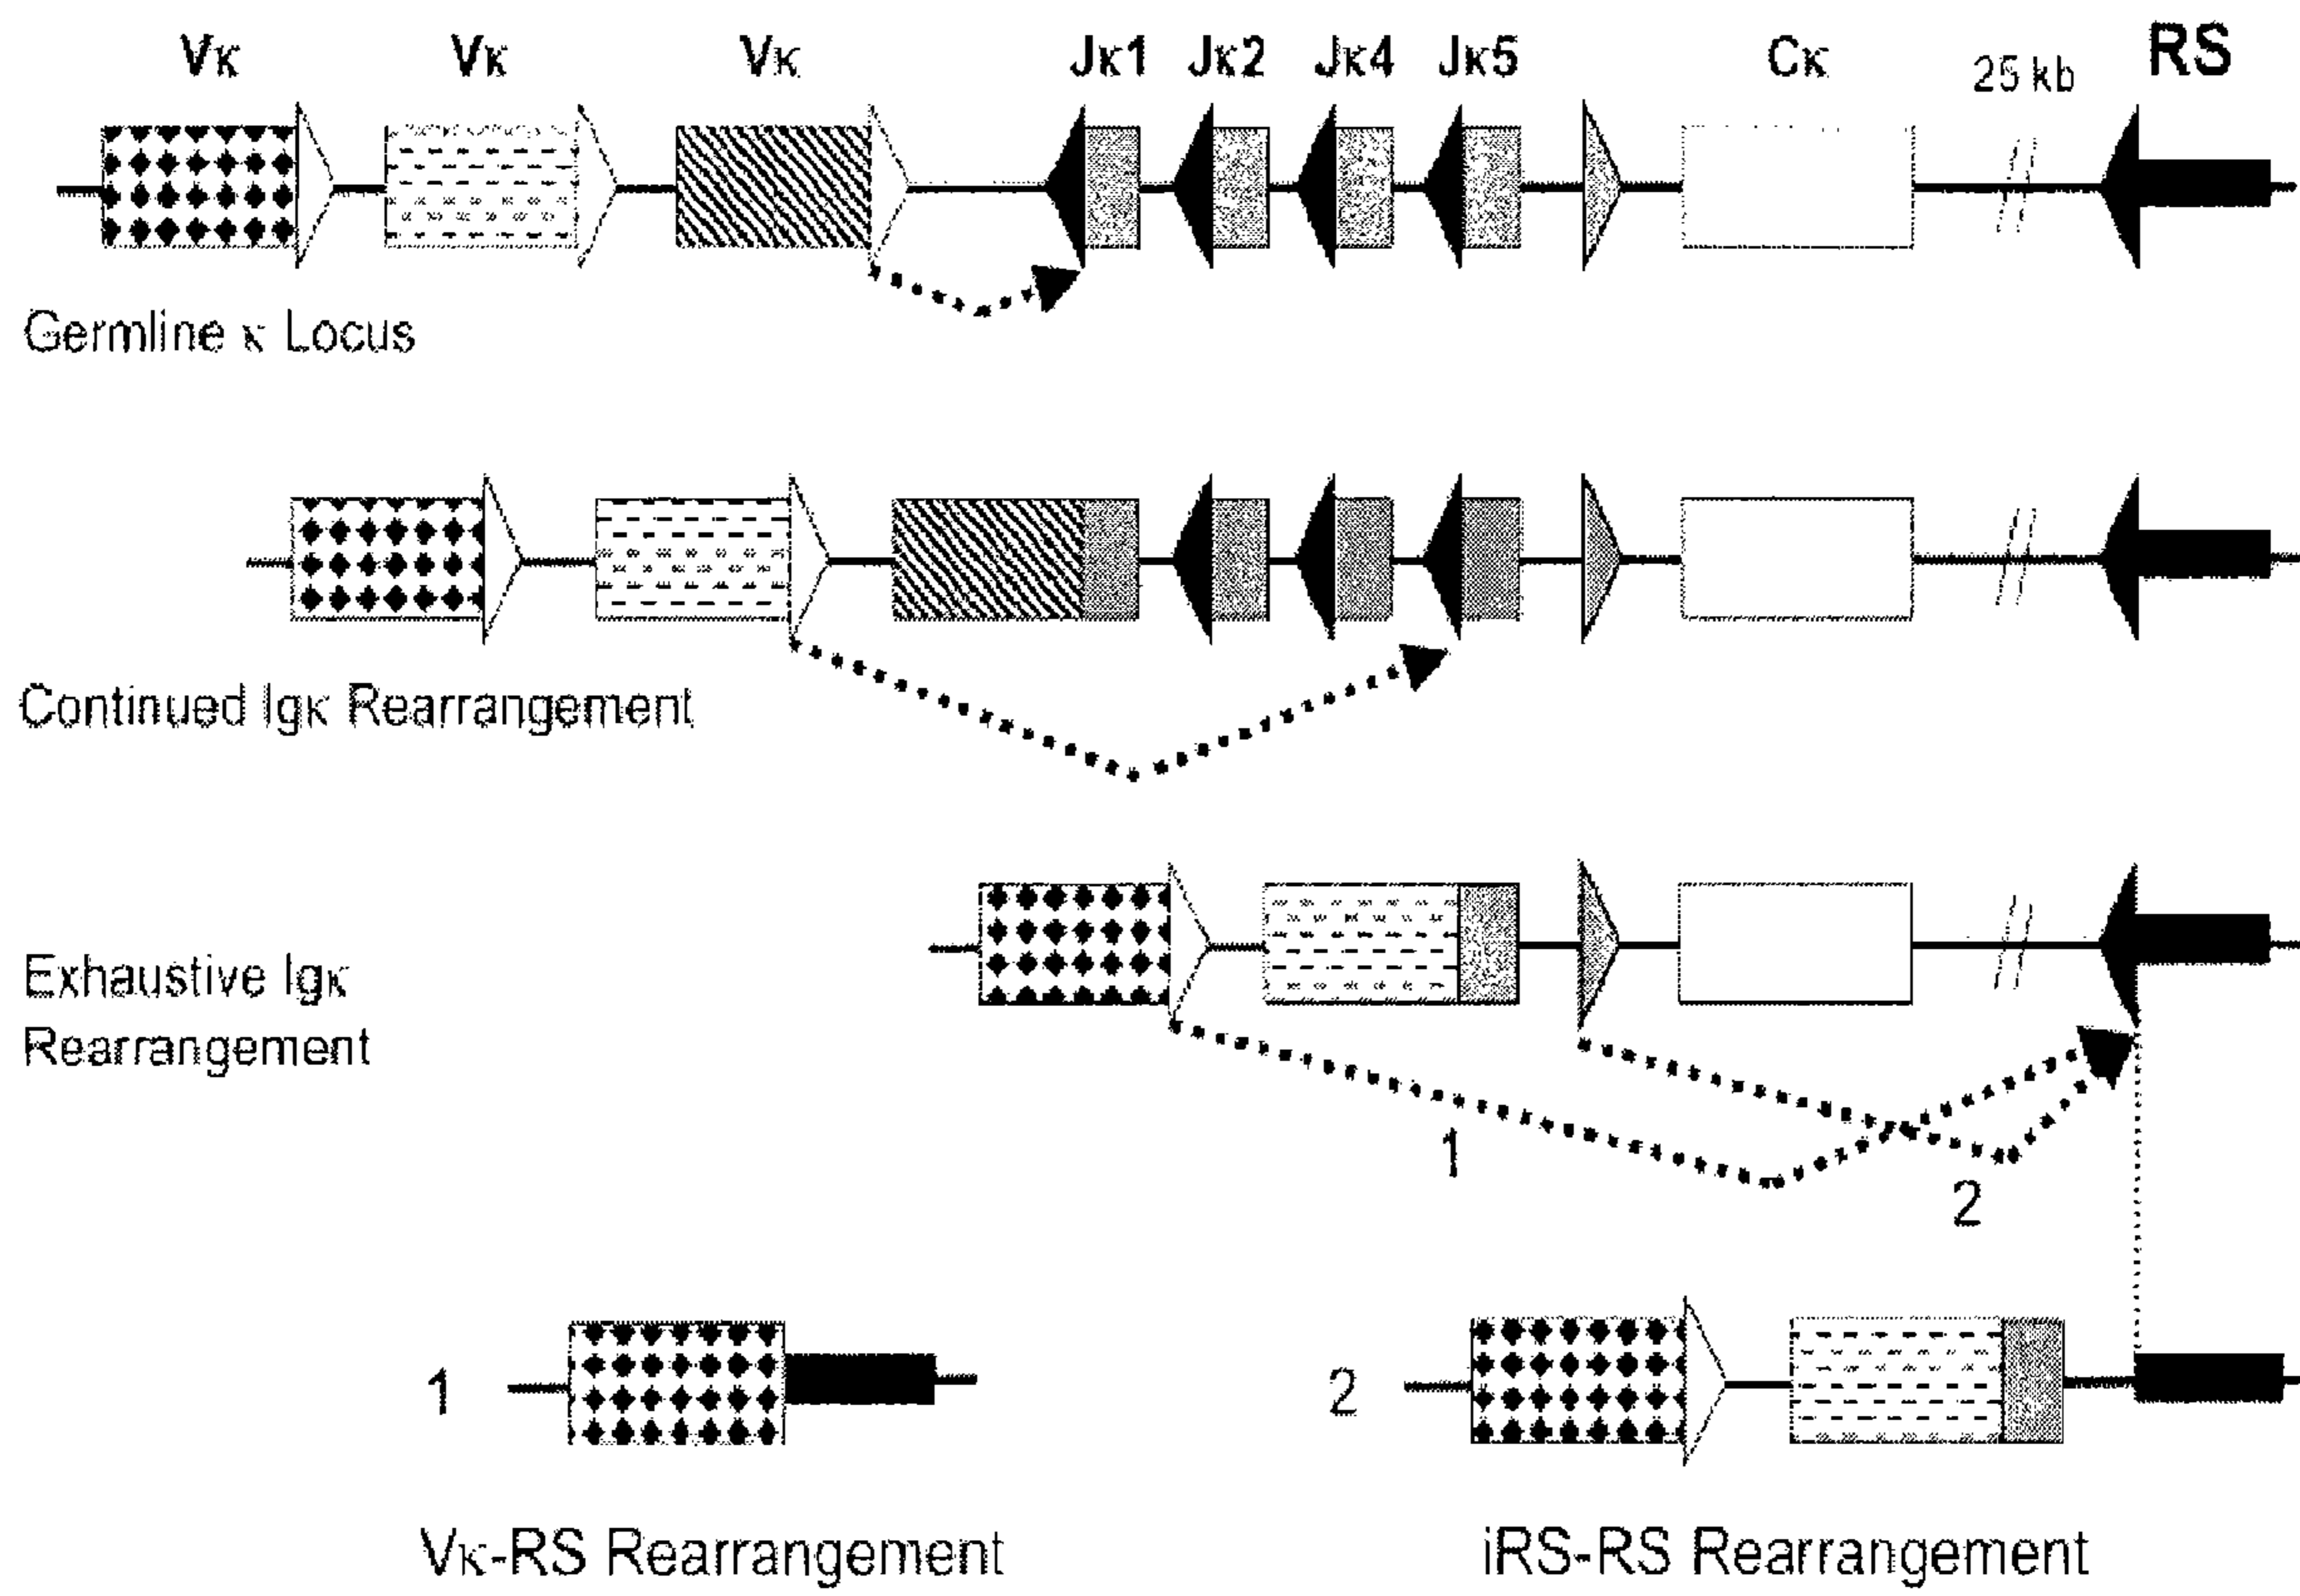 Vκ Vκ Vκ Jκ1 Jκ2 Jκ4 Jκ5 Cκ 25 kb RS
Germline κ Locus
Continued Igκ Rearrangement
Exhaustive Igκ
Rearrangement
1
2
1
2
Vκ-RS Rearrangement
iRS-RS Rearrangement